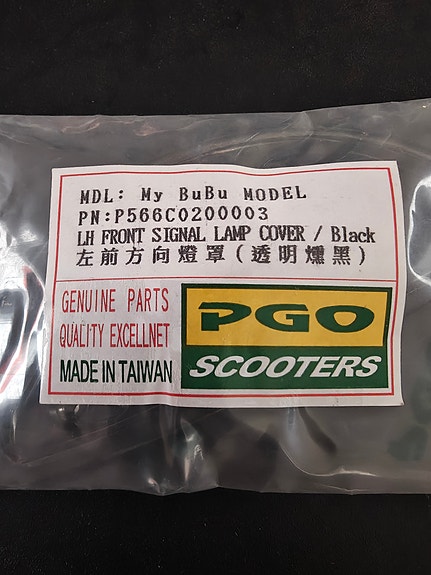 MDL: My BuBu MODEL
PN:P566C0200003
LH FRONT SIGNAL LAMP COVER / Black
左前方向燈罩(透明燻黑)
GENUINE PARTS
QUALITY EXCELLNET
MADE IN TAIWAN
PGO
SCOOTERS